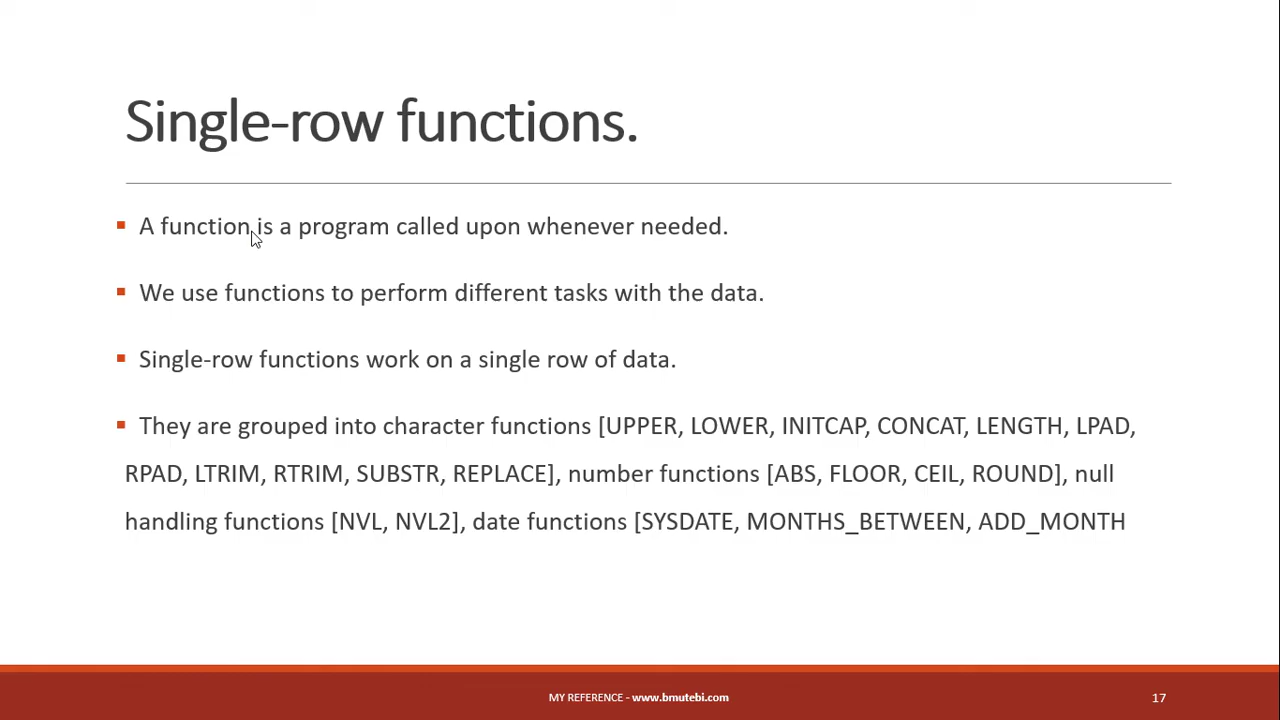 Single-row functions.
▪ A function is a program called upon whenever needed.
▪ We use functions to perform different tasks with the data.
▪ Single-row functions work on a single row of data.
▪ They are grouped into character functions [UPPER, LOWER, INITCAP, CONCAT, LENGTH, LPAD,
RPAD, LTRIM, RTRIM, SUBSTR, REPLACE], number functions [ABS, FLOOR, CEIL, ROUND], null
handling functions [NVL, NVL2], date functions [SYSDATE, MONTHS_BETWEEN, ADD_MONTH
MY REFERENCE - www.bmutebi.com
17